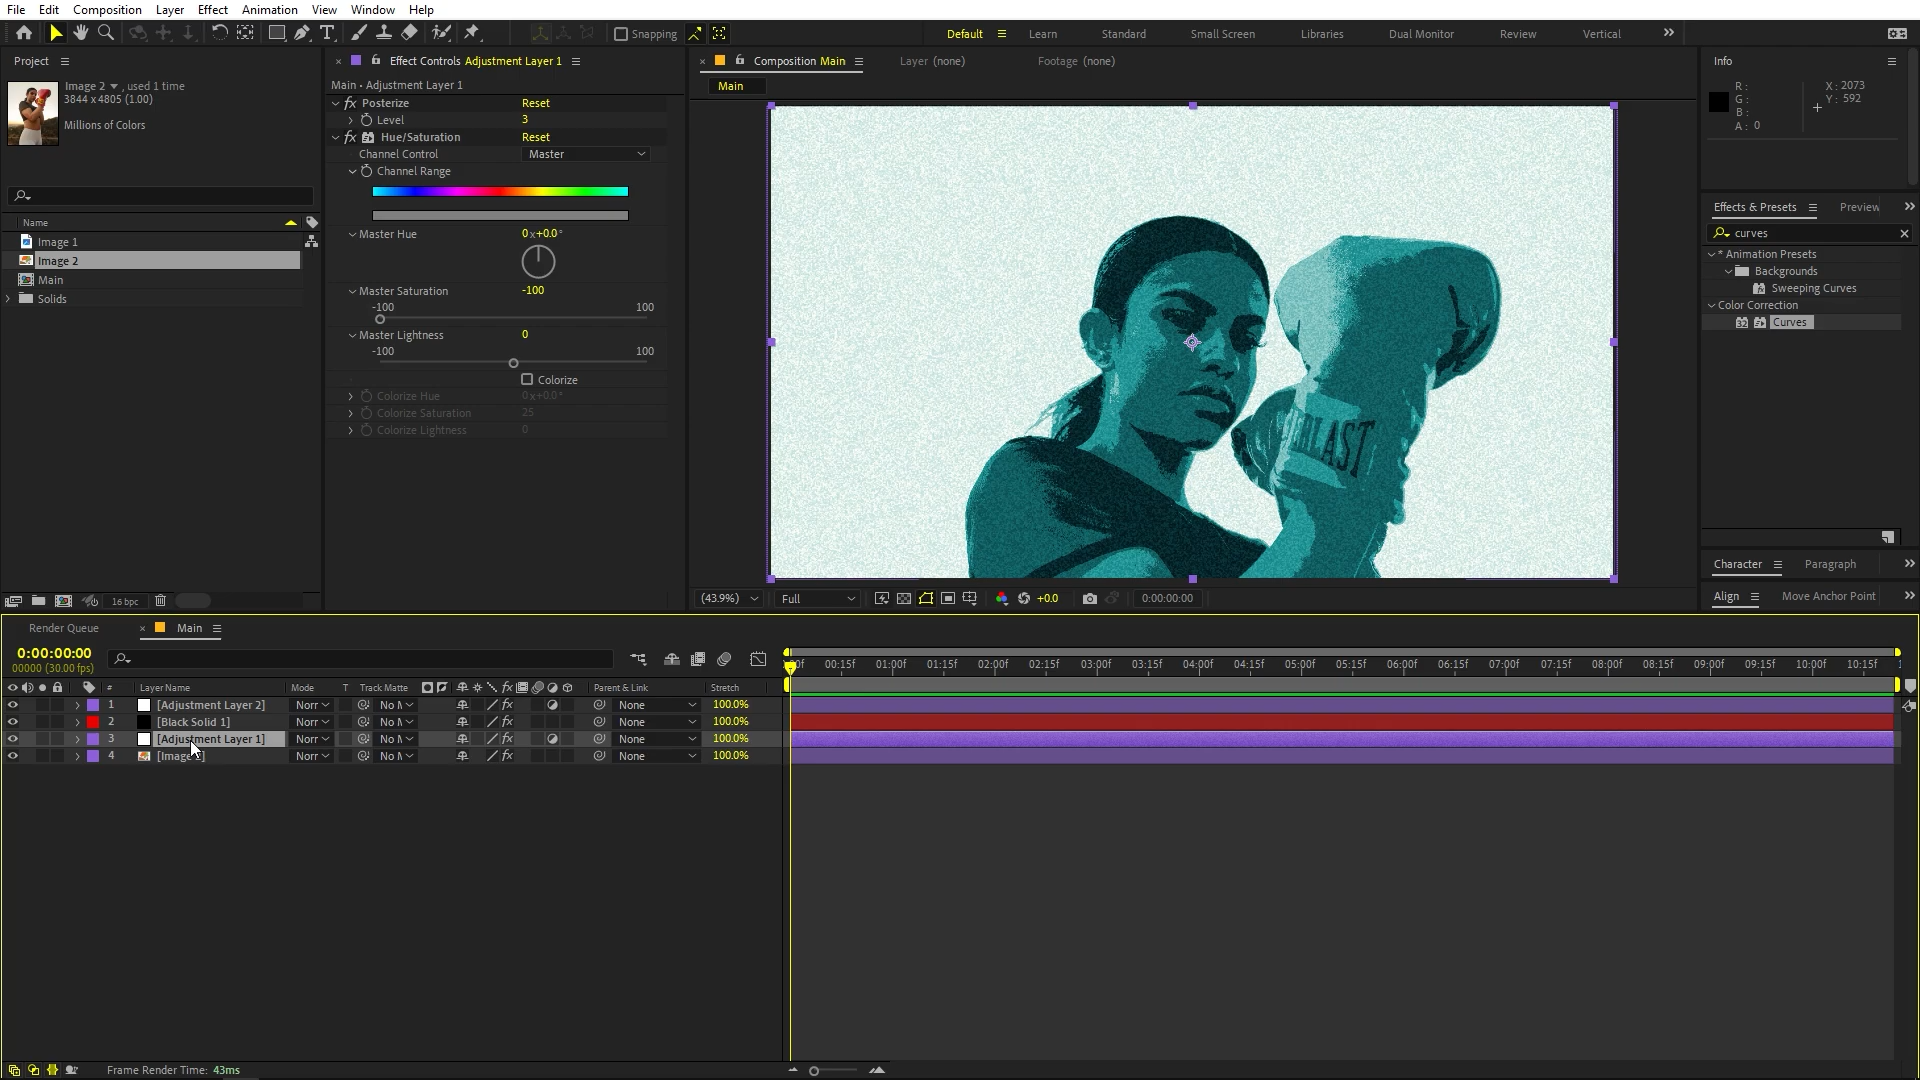 File Edit Composition Layer Effect Animation View Window Help
Snapping Default Learn Standard Small Screen Libraries Dual Monitor Review Vertical
Project
Image 2 , used 1 time
3844 x 4805 (1.00)
Millions of Colors
Name
Image 1
Image 2
Main
Solids
16 bpc
Effect Controls Adjustment Layer 1
Main • Adjustment Layer 1
fx Posterize Reset
Level 3
fx Hue/Saturation Reset
Channel Control Master
Channel Range
Master Hue 0x+0.0°
Master Saturation -100
-100 100
Master Lightness 0
-100 100
Colorize
Colorize Hue 0x+0.0°
Colorize Saturation 25
Colorize Lightness 0
Composition Main Layer (none) Footage (none)
Main
(43.9%) Full +0.0 0:00:00:00
Info
R :
G :
B :
A : 0
X : 2073
Y : 592
Effects & Presets Preview
curves
* Animation Presets
Backgrounds
Sweeping Curves
Color Correction
32 Curves
Character Paragraph
Align Move Anchor Point
Render Queue Main
0:00:00:00
00000 (30.00 fps)
00:15f 01:00f 01:15f 02:00f 02:15f 03:00f 03:15f 04:00f 04:15f 05:00f 05:15f 06:00f 06:15f 07:00f 07:15f 08:00f 08:15f 09:00f 09:15f 10:00f 10:15f
# Layer Name Mode T Track Matte fx Parent & Link Stretch
1 [Adjustment Layer 2] Norr No None 100.0%
2 [Black Solid 1] Norr No None 100.0%
3 [Adjustment Layer 1] Norr No None 100.0%
4 [Image Norr No None 100.0%
Frame Render Time: 43ms